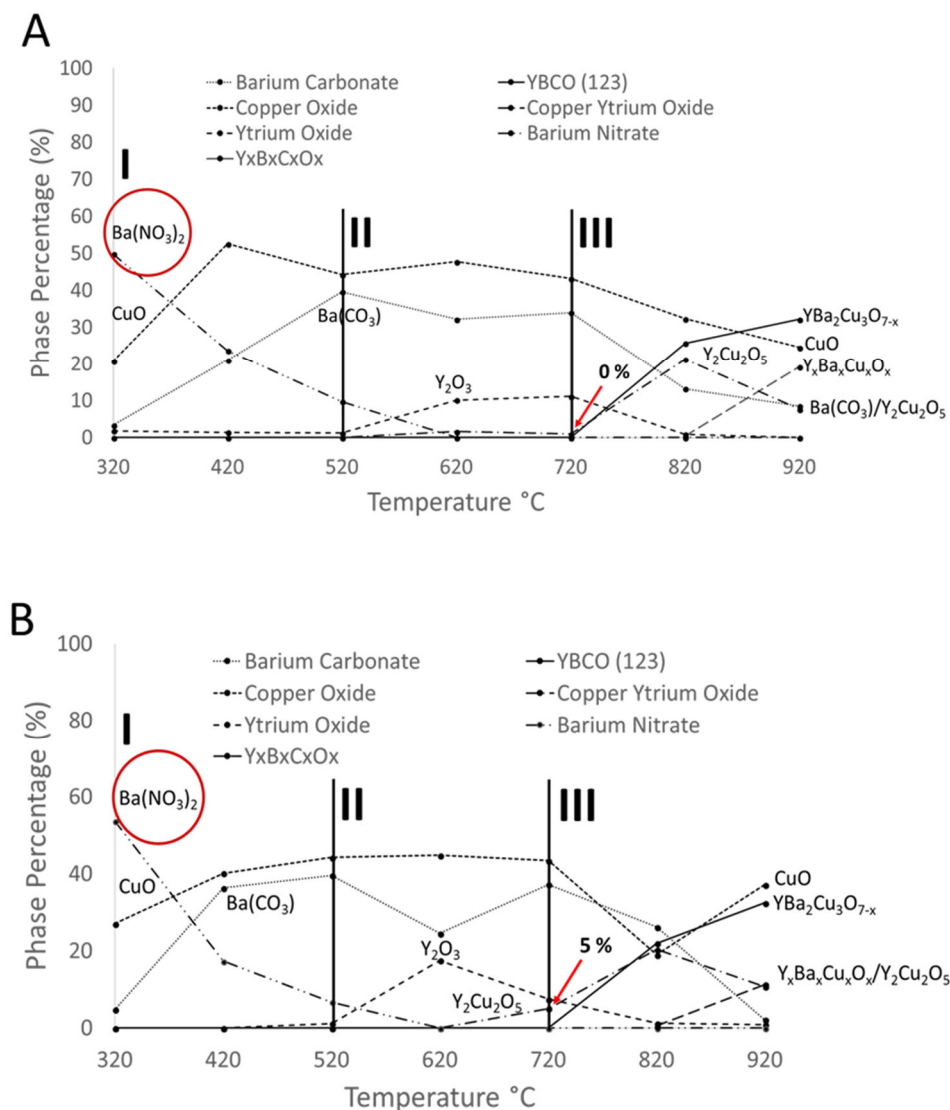 A
100
90
80
70
60
50
40
30
20
10
0
Phase Percentage (%)
Barium Carbonate
YBCO (123)
Copper Oxide
Copper Ytrium Oxide
Ytrium Oxide
Barium Nitrate
YxBxCxOx
I
II
III
Ba(NO₃)₂
CuO
Ba(CO₃)
Y₂O₃
0 %
Y₂Cu₂O₅
YBa₂Cu₃O₇₋ₓ
CuO
YₓBaₓCuₓOₓ
Ba(CO₃)/Y₂Cu₂O₅
320 420 520 620 720 820 920
Temperature °C
B
100
80
60
40
20
0
Phase Percentage (%)
Barium Carbonate
YBCO (123)
Copper Oxide
Copper Ytrium Oxide
Ytrium Oxide
Barium Nitrate
YxBxCxOx
I
II
III
Ba(NO₃)₂
CuO
Ba(CO₃)
Y₂O₃
Y₂Cu₂O₅
5 %
CuO
YBa₂Cu₃O₇₋ₓ
YₓBaₓCuₓOₓ/Y₂Cu₂O₅
320 420 520 620 720 820 920
Temperature °C